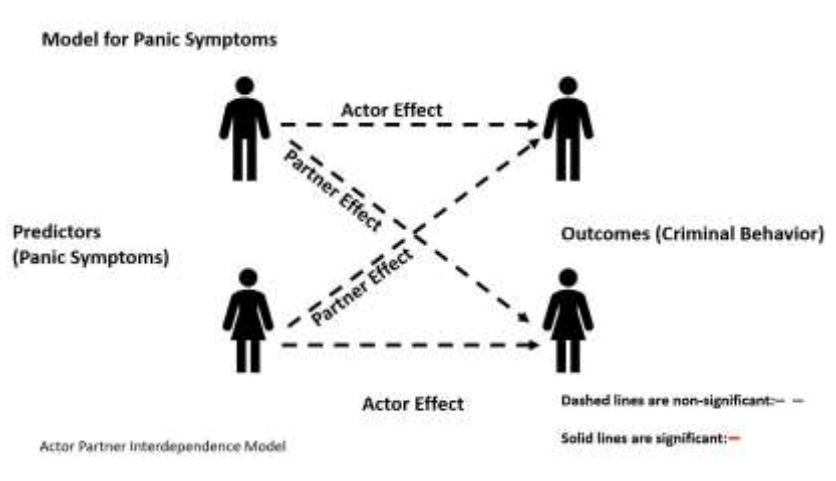 Model for Panic Symptoms
Actor Effect
Partner Effect
Predictors
(Panic Symptoms)
Outcomes (Criminal Behavior)
Partner Effect
Actor Effect
Dashed lines are non-significant:
Solid lines are significant:
Actor Partner Interdependence Model